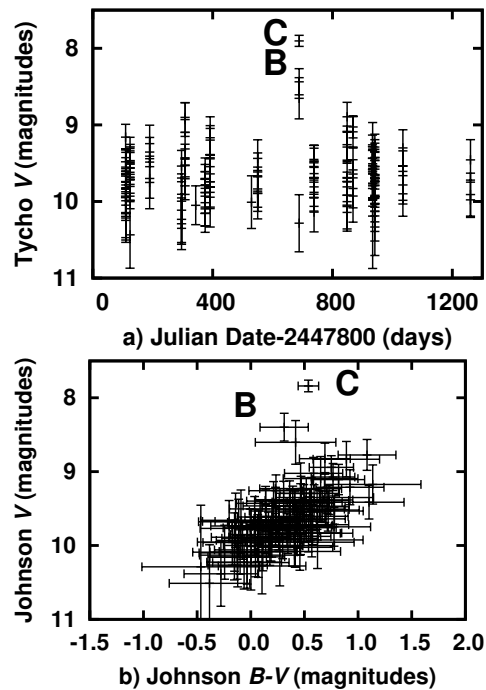 7
8
9
10
11
Tycho V (magnitudes)
C
B
0 400 800 1200
a) Julian Date-2447800 (days)
7
8
9
10
11
Johnson V (magnitudes)
B C
-1.5 -1.0 -0.5 0.0 0.5 1.0 1.5 2.0
b) Johnson B-V (magnitudes)